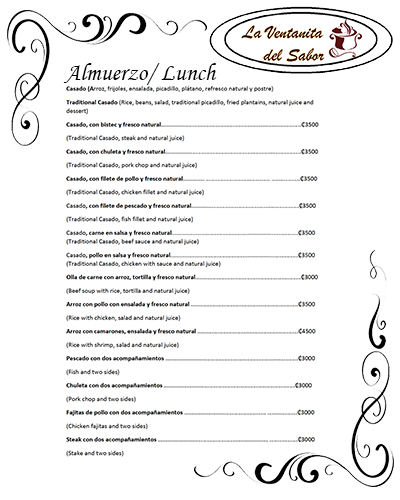 La Ventanita
del Sabor
Almuerzo/ Lunch
Casado (Arroz, frijoles, ensalada, picadillo, plátano, refresco natural y postre)
Traditional Casado (Rice, beans, salad, traditional picadillo, fried plantains, natural juice and
dessert)
Casado, con bistec y fresco natural...₡3500
(Traditional Casado, steak and natural juice)
Casado, con chuleta y fresco natural...₡3500
(Traditional Casado, pork chop and natural juice)
Casado, con filete de pollo y fresco natural...₡3500
(Traditional Casado, chicken fillet and natural juice)
Casado, con filete de pescado y fresco natural...₡3500
(Traditional Casado, fish fillet and natural juice)
Casado, carne en salsa y fresco natural...₡3500
(Traditional Casado, beef sauce and natural juice)
Casado, pollo en salsa y fresco natural...₡3500
(Traditional Casado, chicken with sauce and natural juice)
Olla de carne con arroz, tortilla y fresco natural...₡3000
(Beef soup with rice, tortilla and natural juice)
Arroz con pollo con ensalada y fresco natural ...₡3500
(Rice with chicken, salad and natural juice)
Arroz con camarones, ensalada y fresco natural ...₡4500
(Rice with shrimp, salad and natural juice)
Pescado con dos acompañamientos ...₡3000
(Fish and two sides)
Chuleta con dos acompañamientos ...₡3000
(Pork chop and two sides)
Fajitas de pollo con dos acompañamientos ...₡3000
(Chicken fajitas and two sides)
Steak con dos acompañamientos ...₡3000
(Stake and two sides)